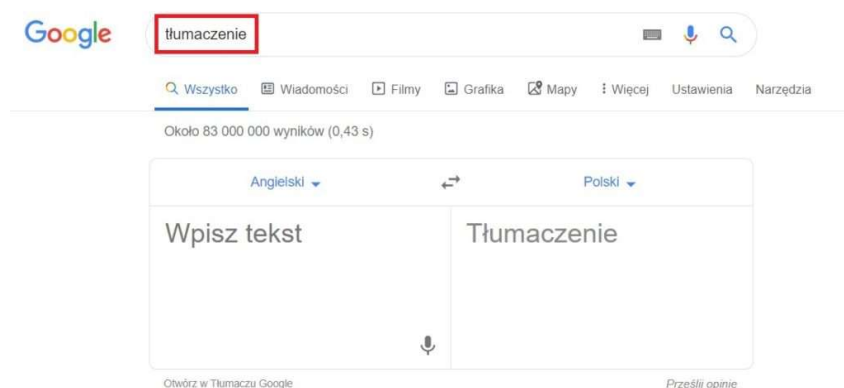 Google tłumaczenie
Wszystko Wiadomości Filmy Grafika Mapy Więcej Ustawienia Narzędzia
Około 83 000 000 wyników (0,43 s)
Angielski Polski
Wpisz tekst Tłumaczenie
Otwórz w Tłumaczu Google Prześlij opinię